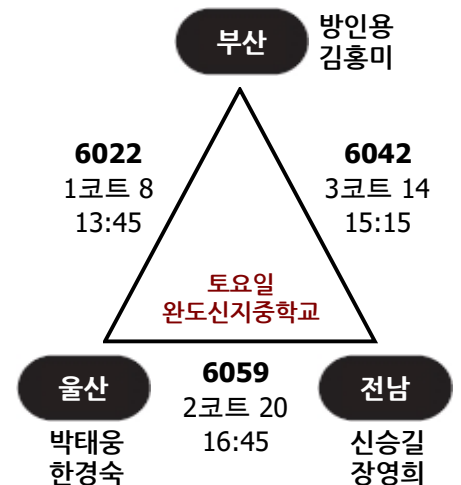 부산
방인용
김홍미
6022
1코트 8
13:45
6042
3코트 14
15:15
토요일
완도신지중학교
울산
박태웅
한경숙
6059
2코트 20
16:45
전남
신승길
장영희